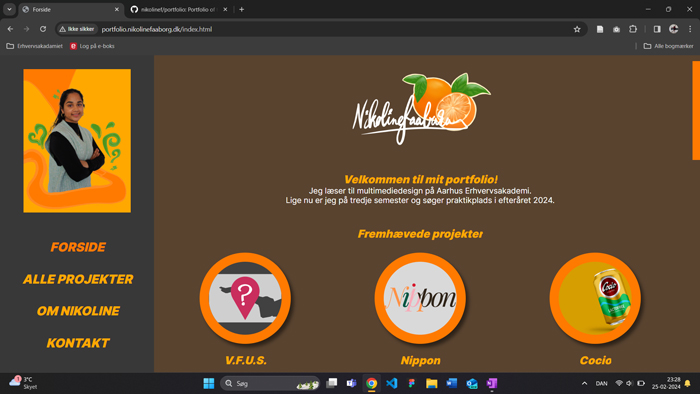 Forside
nikolinef/portfolio: Portfolio o
Ikke sikker
portfolio.nikolinefaaborg.dk/index.html
Erhvervsakademiet
Log på e-boks
Alle bogmærker
FORSIDE
ALLE PROJEKTER
OM NIKOLINE
KONTAKT
Velkommen til mit portfolio!
Jeg læser til multimediedesign på Aarhus Erhvervsakademi.
Lige nu er jeg på tredje semester og søger praktikplads i efteråret 2024.
Fremhævede projekter
?
Nippon
Cocio
V.F.U.S.
Nippon
Cocio
3°C
Skyet
Søg
DAN
23:28
25-02-2024